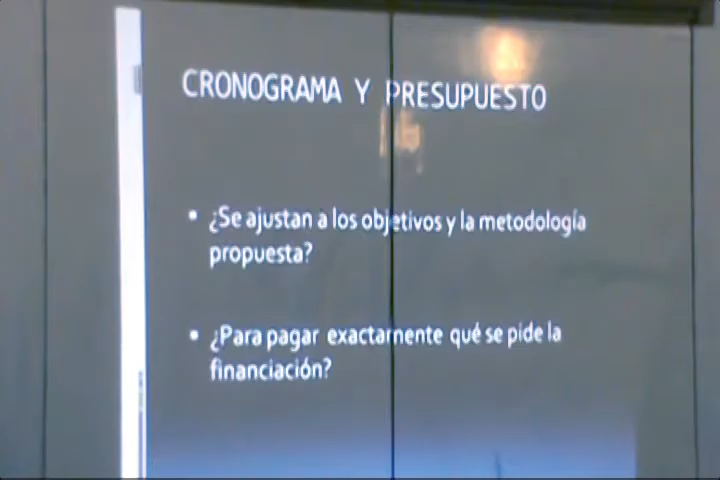 CRONOGRAMA Y PRESUPUESTO
• ¿Se ajustan a los objetivos y la metodología
propuesta?
• ¿Para pagar exactamente qué se pide la
financiación?